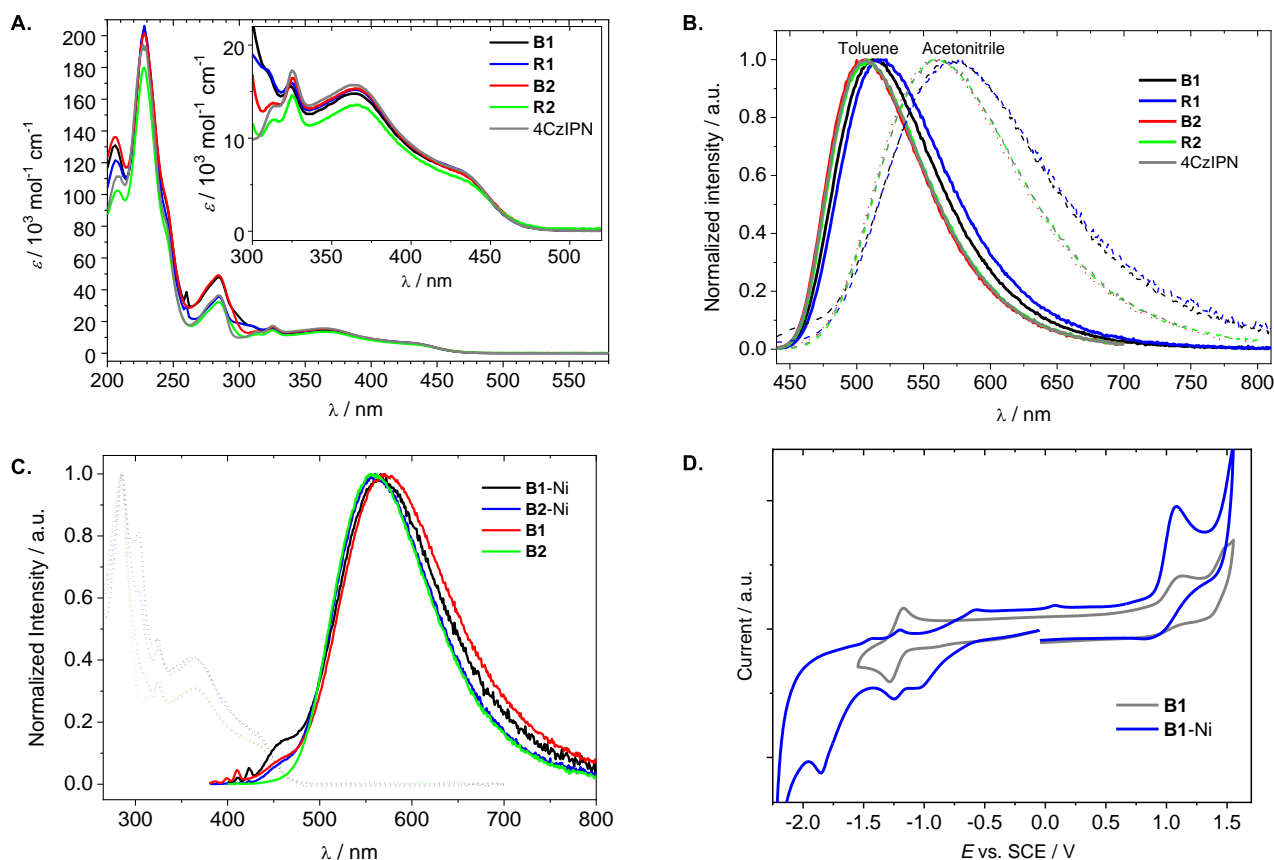 A.
ε / 10³ mol⁻¹ cm⁻¹
200
180
160
140
120
100
80
60
40
20
0
200 250 300 350 400 450 500 550
λ / nm
ε / 10³ mol⁻¹ cm⁻¹
20
10
0
300 350 400 450 500
λ / nm
B1
R1
B2
R2
4CzIPN
B.
Normalized intensity / a.u.
1.0
0.8
0.6
0.4
0.2
0.0
450 500 550 600 650 700 750 800
λ / nm
Toluene Acetonitrile
B1
R1
B2
R2
4CzIPN
C.
Normalized Intensity / a.u.
1.0
0.8
0.6
0.4
0.2
0.0
300 400 500 600 700 800
λ / nm
B1-Ni
B2-Ni
B1
B2
D.
Current / a.u.
-2.0 -1.5 -1.0 -0.5 0.0 0.5 1.0 1.5
E vs. SCE / V
B1
B1-Ni